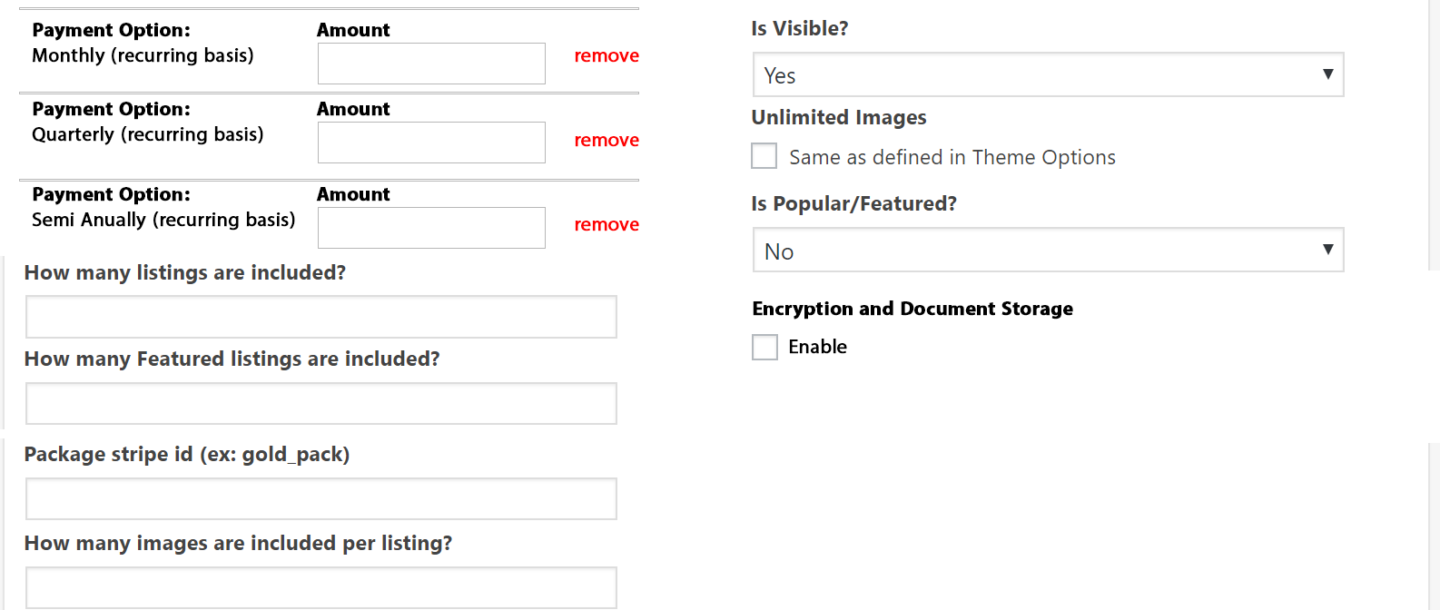 Payment Option:
Amount
Monthly (recurring basis)
remove
Payment Option:
Amount
Quarterly (recurring basis)
remove
Payment Option:
Amount
Semi Anually (recurring basis)
remove
How many listings are included?
How many Featured listings are included?
Package stripe id (ex: gold_pack)
How many images are included per listing?
Is Visible?
Yes
Unlimited Images
Same as defined in Theme Options
Is Popular/Featured?
No
Encryption and Document Storage
Enable